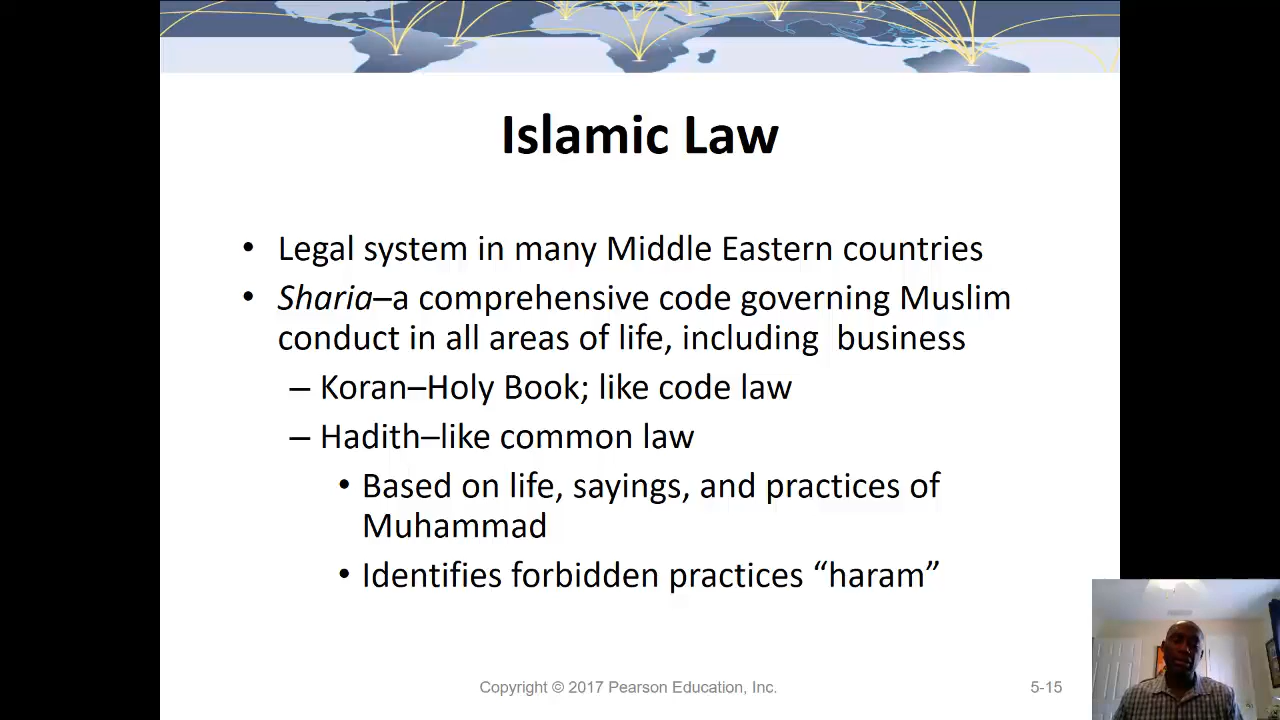 Islamic Law
• Legal system in many Middle Eastern countries
• Sharia–a comprehensive code governing Muslim
conduct in all areas of life, including  business
– Koran–Holy Book; like code law
– Hadith–like common law
• Based on life, sayings, and practices of
Muhammad
• Identifies forbidden practices “haram”
Copyright © 2017 Pearson Education, Inc.
5-15